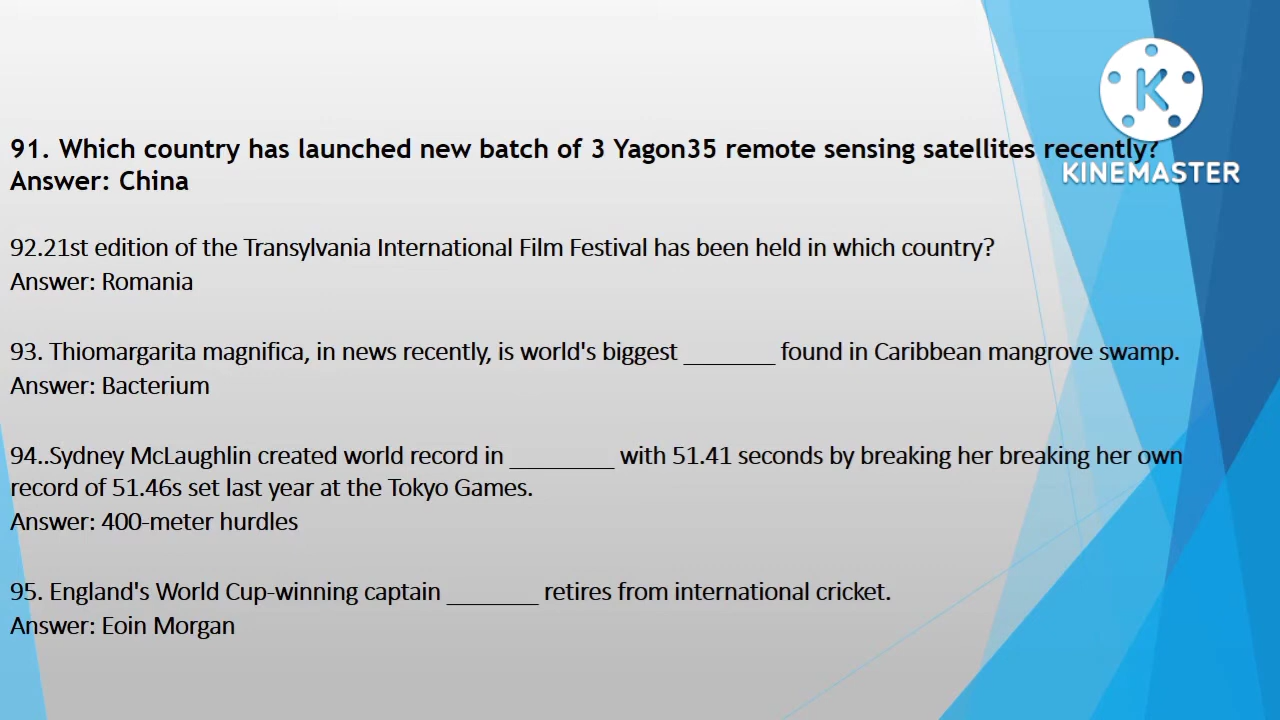 91. Which country has launched new batch of 3 Yagon35 remote sensing satellites recently?
Answer: China
K
KINEMASTER
92.21st edition of the Transylvania International Film Festival has been held in which country?
Answer: Romania
93. Thiomargarita magnifica, in news recently, is world's biggest _______ found in Caribbean mangrove swamp.
Answer: Bacterium
94..Sydney McLaughlin created world record in ________ with 51.41 seconds by breaking her breaking her own
record of 51.46s set last year at the Tokyo Games.
Answer: 400-meter hurdles
95. England's World Cup-winning captain _______ retires from international cricket.
Answer: Eoin Morgan